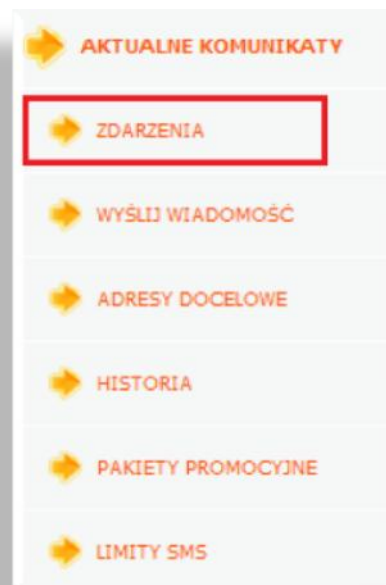 AKTUALNE KOMUNIKATY
ZDARZENIA
WYŚLIJ WIADOMOŚĆ
ADRESY DOCELOWE
HISTORIA
PAKIETY PROMOCYJNE
LIMITY SMS